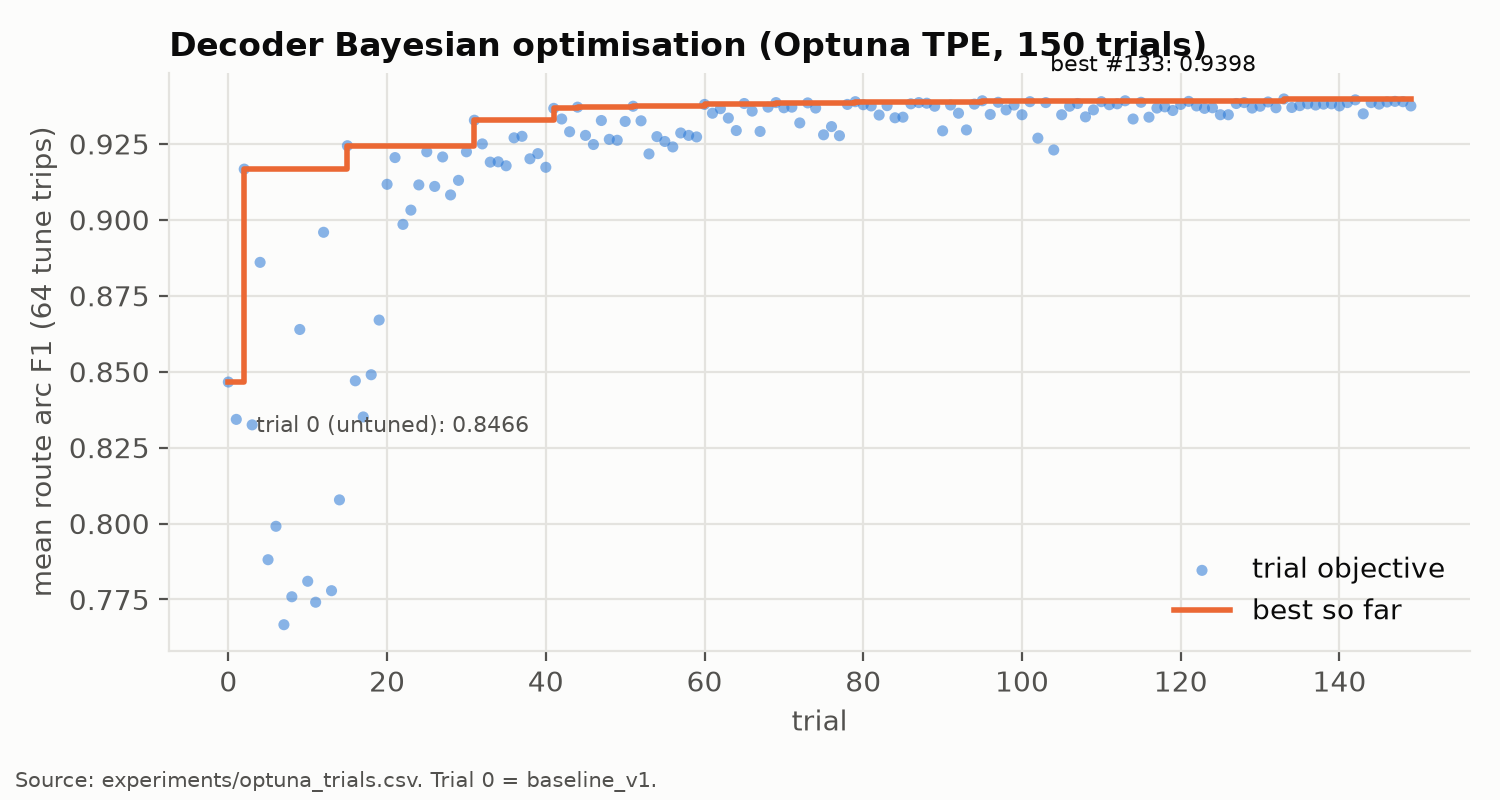 Decoder Bayesian optimisation (Optuna TPE, 150 trials)
best #133: 0.9398
mean route arc F1 (64 tune trips)
0.925
0.900
0.875
0.850
0.825
0.800
0.775
trial 0 (untuned): 0.8466
trial objective
best so far
0 20 40 60 80 100 120 140
trial
Source: experiments/optuna_trials.csv. Trial 0 = baseline_v1.